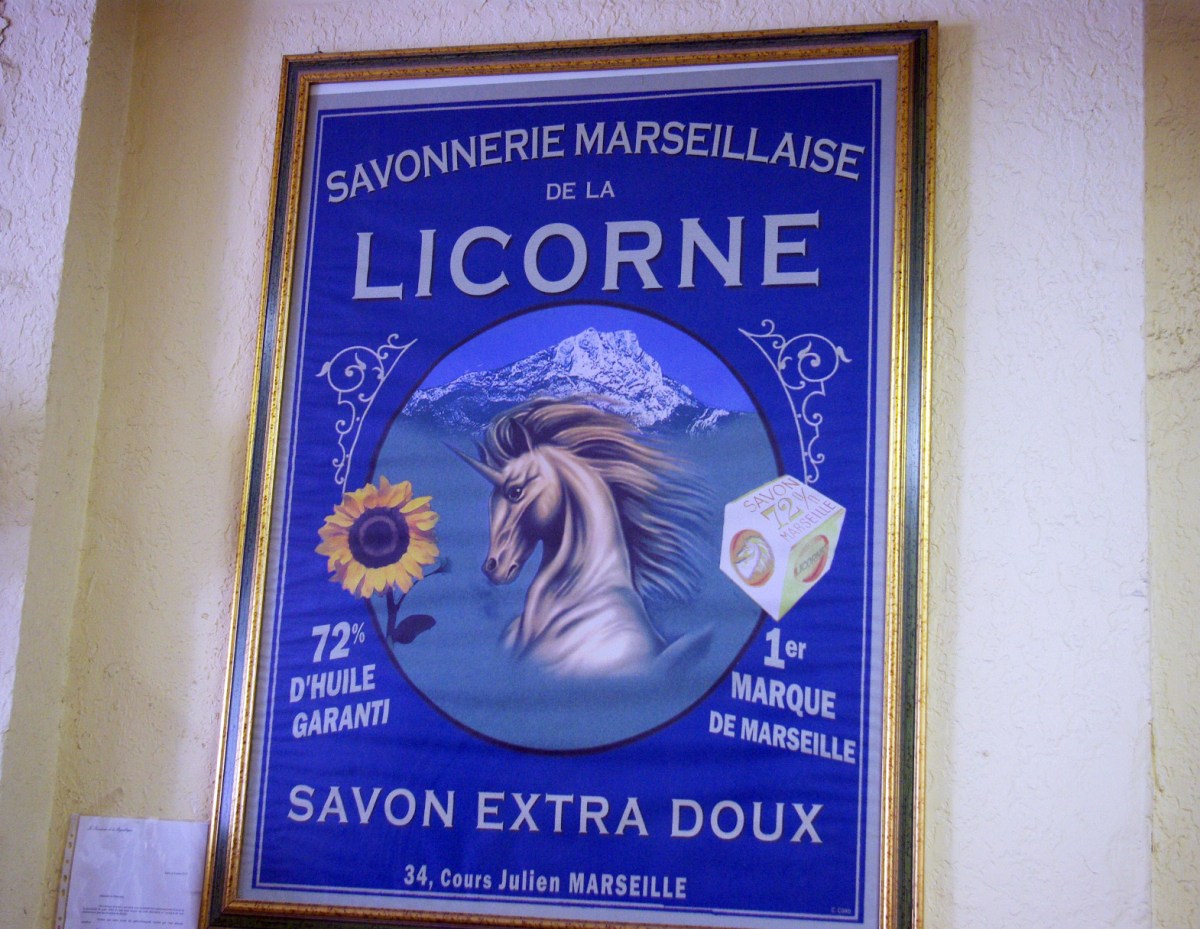 SAVONNERIE MARSEILLAISE
DE LA
LICORNE
SAVON
72%
MARSEILLE
LICORNE
72%
D'HUILE
GARANTI
1er
MARQUE
DE MARSEILLE
SAVON EXTRA DOUX
34, Cours Julien MARSEILLE